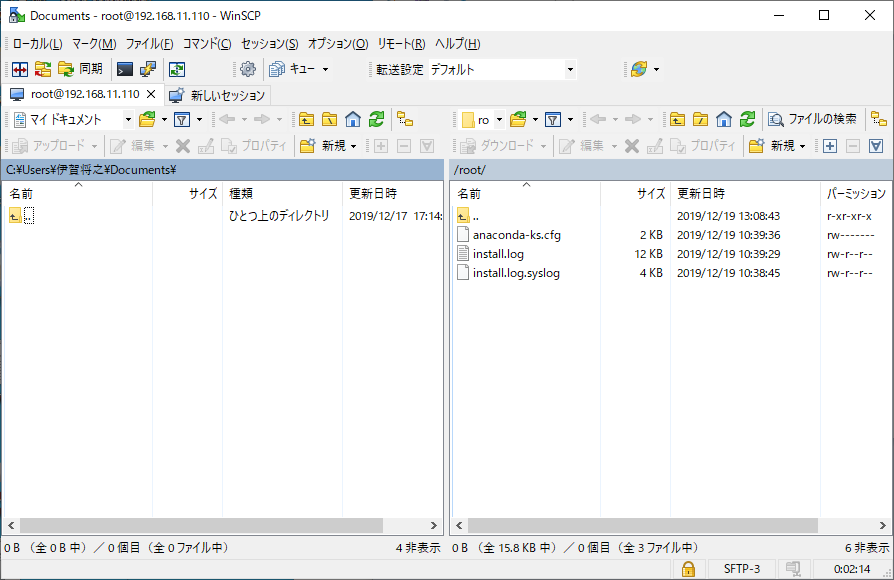 Documents - root@192.168.11.110 - WinSCP
ローカル(L) マーク(M) ファイル(F) コマンド(C) セッション(S) オプション(O) リモート(R) ヘルプ(H)
同期 キュー 転送設定 デフォルト
root@192.168.11.110 新しいセッション
マイ ドキュメント
アップロード 編集 プロパティ 新規
C:¥Users¥伊賀将之¥Documents¥
名前 サイズ 種類 更新日時
.. ひとつ上のディレクトリ 2019/12/17 17:14:
0 B （全 0 B 中） ／ 0 個目 （全 0 ファイル中） 4 非表示
ro ファイルの検索
ダウンロード 編集 プロパティ 新規
/root/
名前 サイズ 更新日時 パーミッション
.. 2019/12/19 13:08:43 r-xr-xr-x
anaconda-ks.cfg 2 KB 2019/12/19 10:39:36 rw-------
install.log 12 KB 2019/12/19 10:39:29 rw-r--r--
install.log.syslog 4 KB 2019/12/19 10:38:45 rw-r--r--
0 B （全 15.8 KB 中） ／ 0 個目 （全 3 ファイル中） 6 非表示
SFTP-3 0:02:14